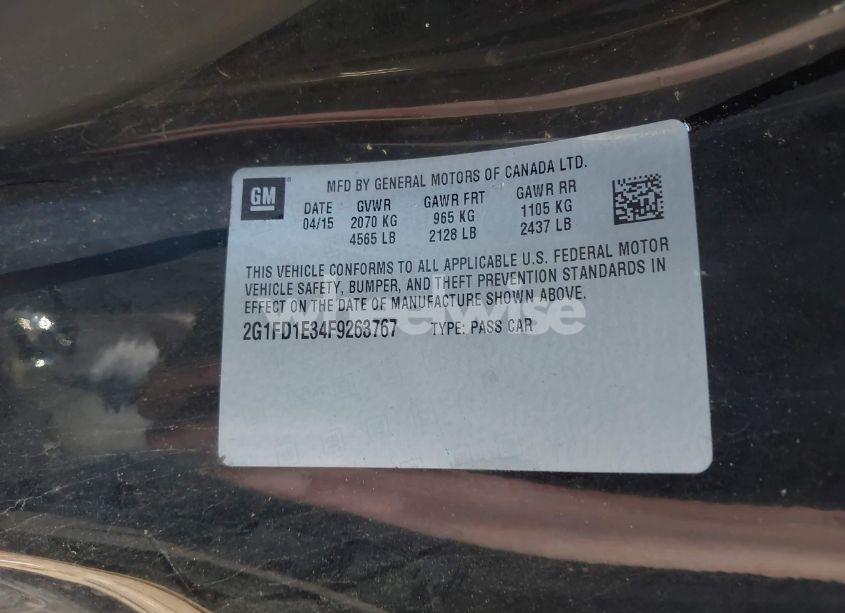 GM
MFD BY GENERAL MOTORS OF CANADA LTD.
DATE GVWR GAWR FRT GAWR RR
04/15 2070 KG 965 KG 1105 KG
4565 LB 2128 LB 2437 LB
THIS VEHICLE CONFORMS TO ALL APPLICABLE U.S. FEDERAL MOTOR
VEHICLE SAFETY, BUMPER, AND THEFT PREVENTION STANDARDS IN
EFFECT ON THE DATE OF MANUFACTURE SHOWN ABOVE.
wheelwise
2G1FD1E34F9263767 TYPE: PASS CAR